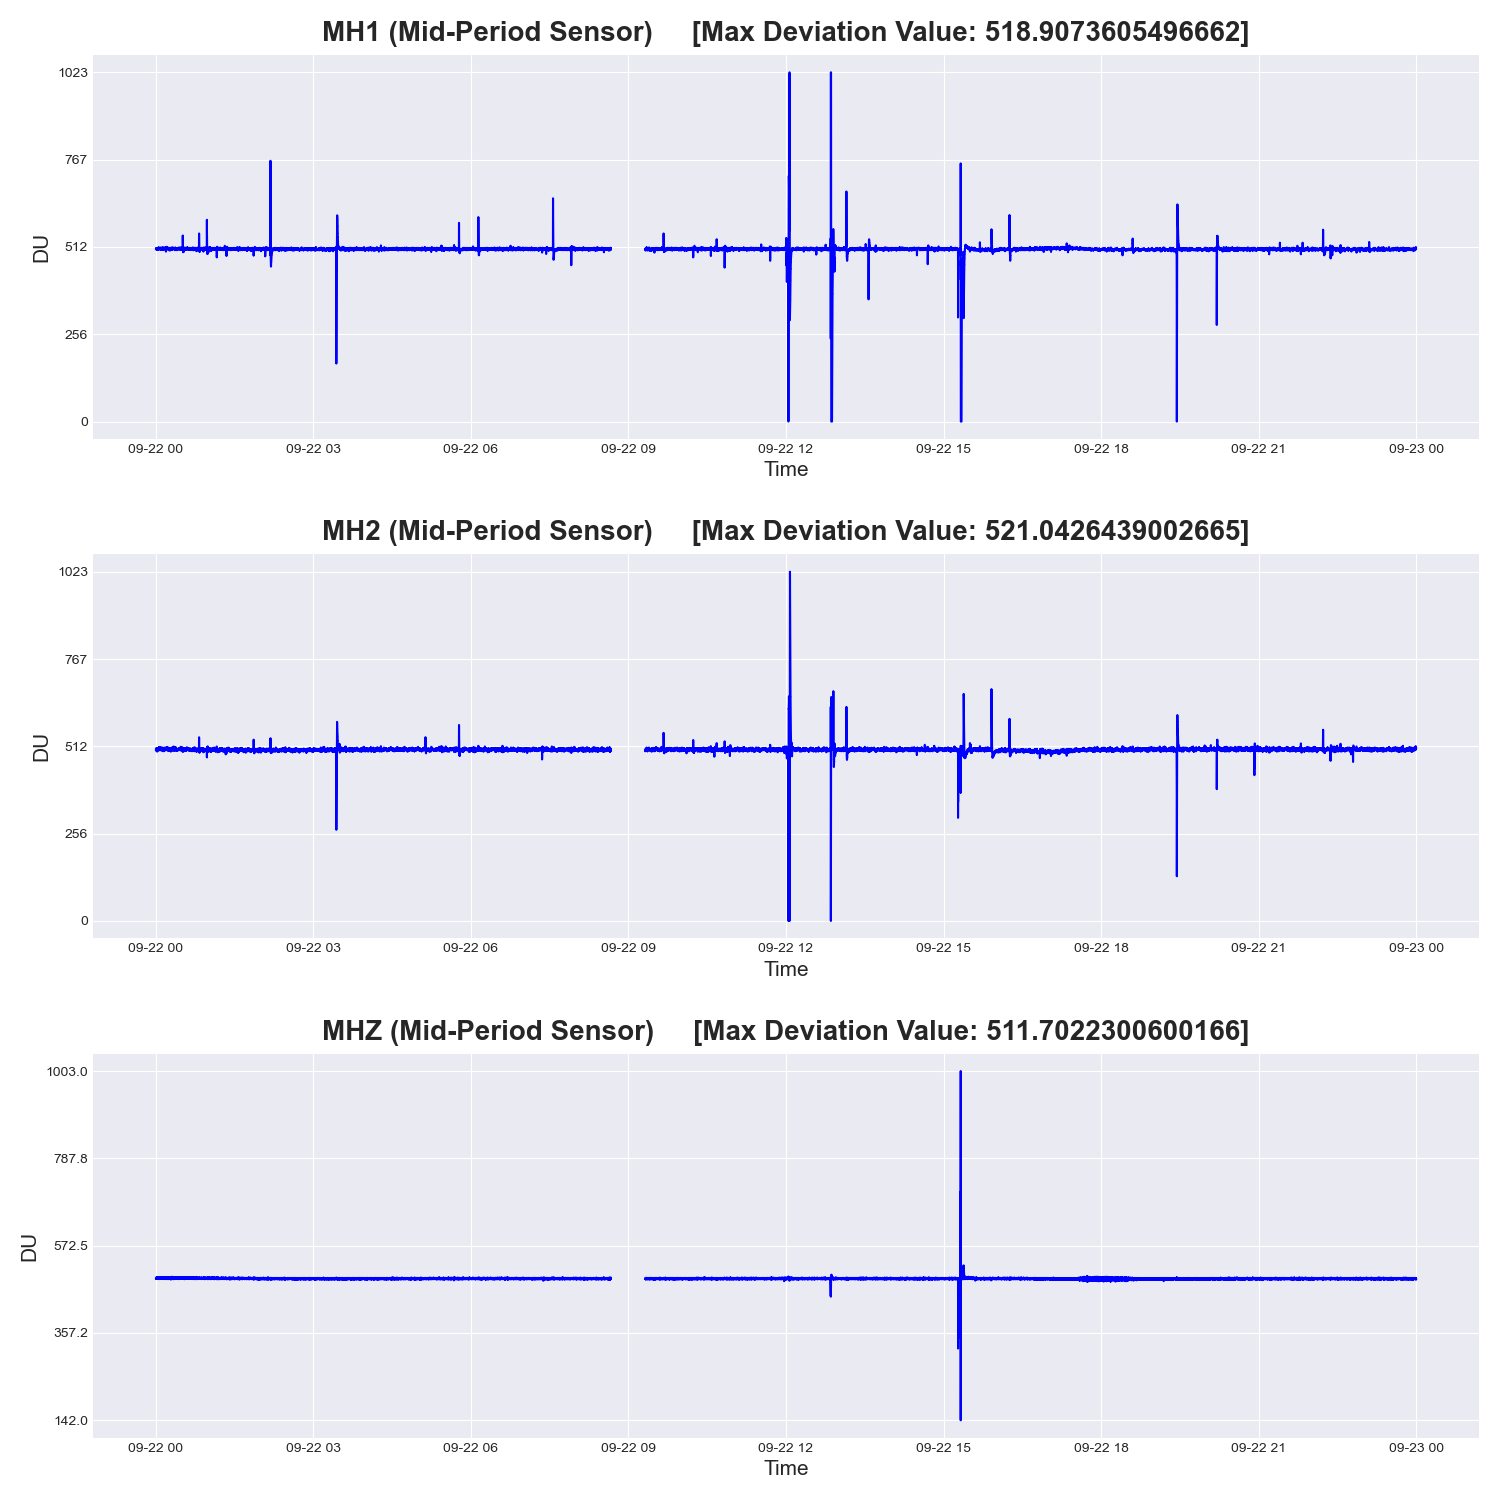 MH1 (Mid-Period Sensor) [Max Deviation Value: 518.9073605496662]
1023
767
512
256
0
DU
09-22 00 09-22 03 09-22 06 09-22 09 09-22 12 09-22 15 09-22 18 09-22 21 09-23 00
Time
MH2 (Mid-Period Sensor) [Max Deviation Value: 521.0426439002665]
1023
767
512
256
0
DU
09-22 00 09-22 03 09-22 06 09-22 09 09-22 12 09-22 15 09-22 18 09-22 21 09-23 00
Time
MHZ (Mid-Period Sensor) [Max Deviation Value: 511.7022300600166]
1003.0
787.8
572.5
357.2
142.0
DU
09-22 00 09-22 03 09-22 06 09-22 09 09-22 12 09-22 15 09-22 18 09-22 21 09-23 00
Time